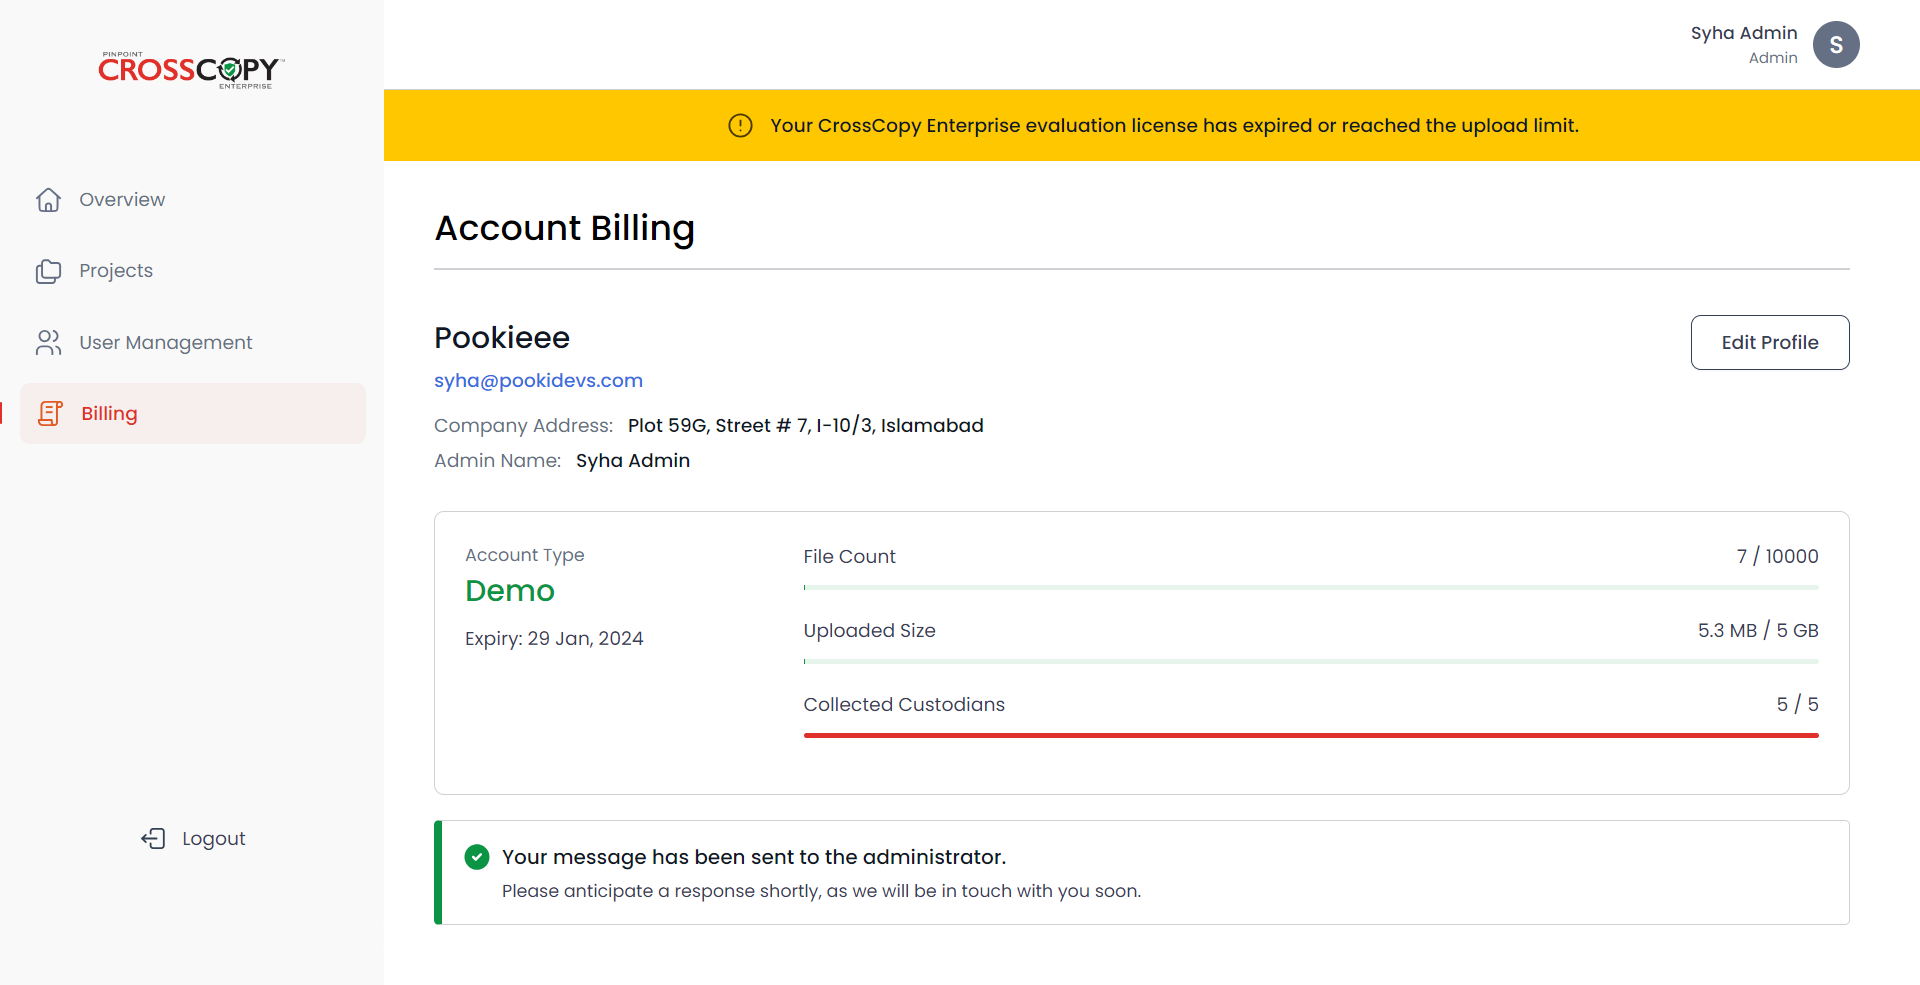 PINPOINT
CROSSCOPY™
ENTERPRISE
Syha Admin
Admin
S
Your CrossCopy Enterprise evaluation license has expired or reached the upload limit.
Overview
Projects
User Management
Billing
Logout
Account Billing
Pookieee
Edit Profile
syha@pookidevs.com
Company Address: Plot 59G, Street # 7, I-10/3, Islamabad
Admin Name: Syha Admin
Account Type
Demo
Expiry: 29 Jan, 2024
File Count 7 / 10000
Uploaded Size 5.3 MB / 5 GB
Collected Custodians 5 / 5
Your message has been sent to the administrator.
Please anticipate a response shortly, as we will be in touch with you soon.